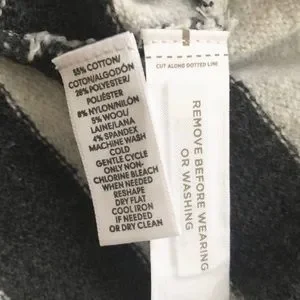 55% COTTON/
COTON/ALGODÓN
28% POLYESTER/
POLIÉSTER
8% NYLON/NILÓN
5% WOOL/
LAINE/LANA
4% SPANDEX
MACHINE WASH
COLD
GENTLE CYCLE
ONLY NON-
CHLORINE BLEACH
WHEN NEEDED
RESHAPE
DRY FLAT
COOL IRON
IF NEEDED
OR DRY CLEAN
CUT ALONG DOTTED LINE
REMOVE BEFORE WEARING
OR WASHING